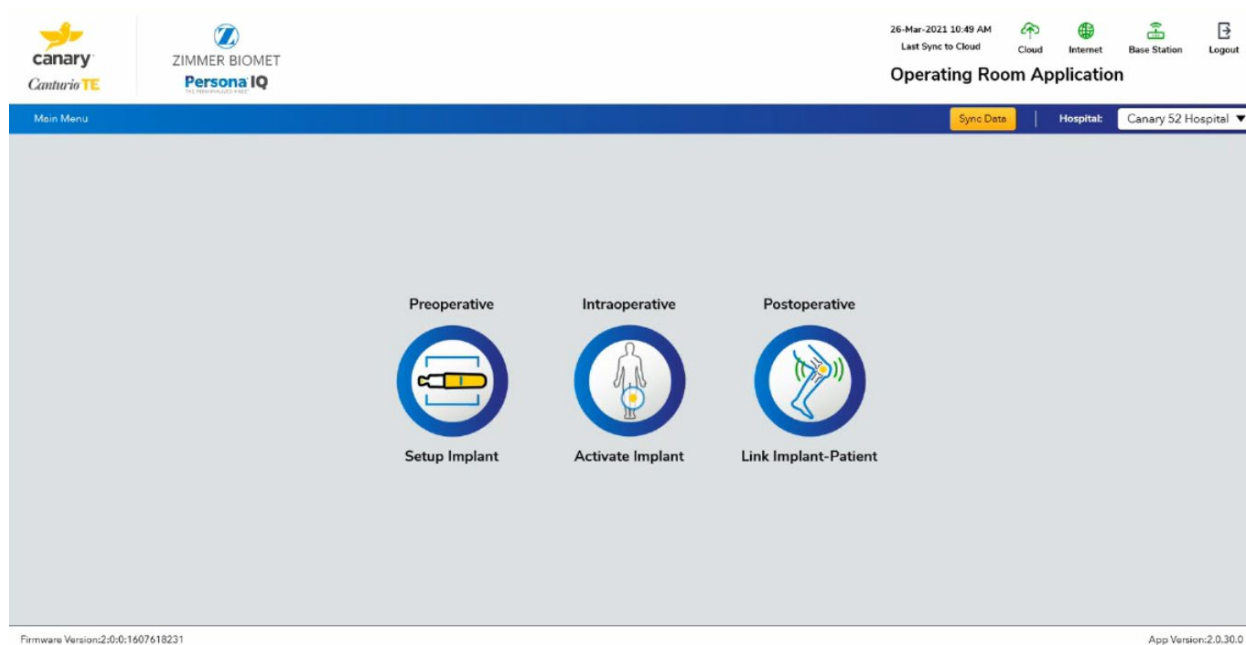 canary
Canturio TE
ZIMMER BIOMET
Persona IQ
26-Mar-2021 10:49 AM
Last Sync to Cloud
Cloud
Internet
Base Station
Logout
Operating Room Application
Main Menu
Sync Data
Hospital:
Canary 52 Hospital
Preoperative
Intraoperative
Postoperative
Setup Implant
Activate Implant
Link Implant-Patient
Firmware Version:2:0:0:1607618231
App Version:2.0.30.0